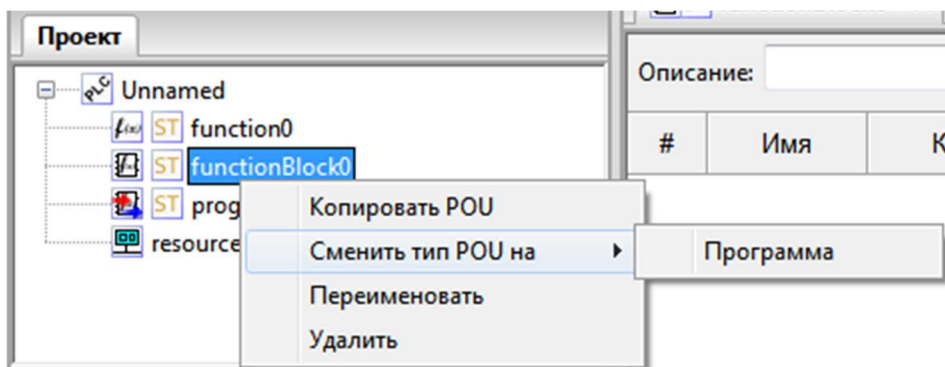 Проект
Описание:
PLC Unnamed
f(x) ST function0
# Имя К
ST functionBlock0
ST prog
Копировать POU
resource
Сменить тип POU на
Программа
Переименовать
Удалить